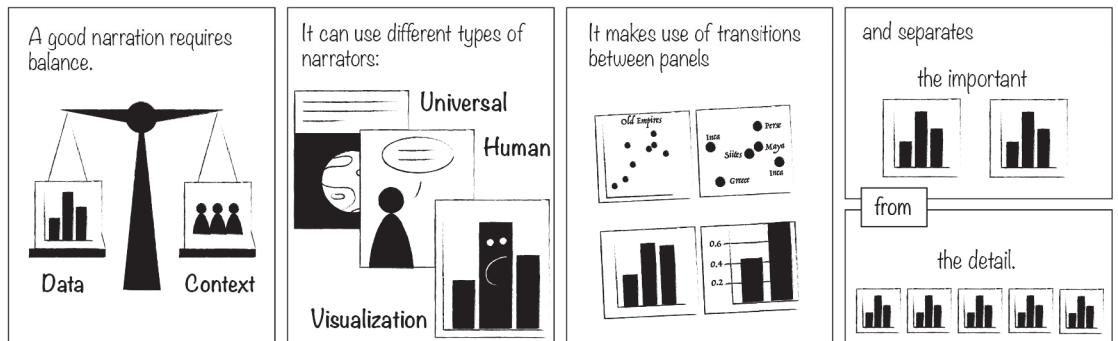 A good narration requires
balance.
Data
Context
It can use different types of
narrators:
Universal
Human
Visualization
It makes use of transitions
between panels
Old Empires
Inca
Perse
Siites
Maya
Inca
Greece
0.6
0.4
0.2
and separates
the important
from
the detail.